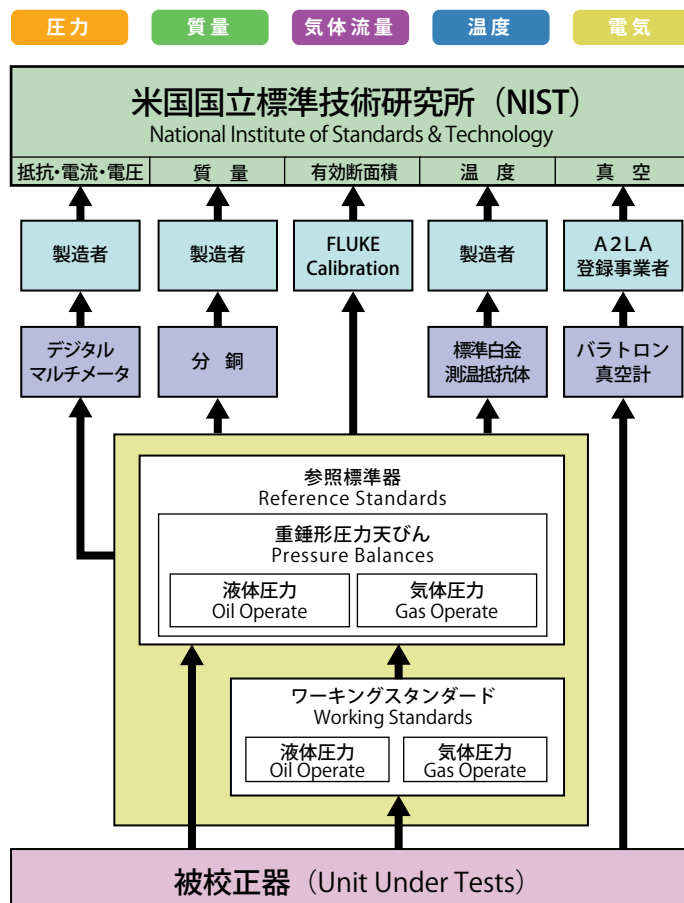 圧力 質量 気体流量 温度 電気
米国国立標準技術研究所（NIST）
National Institute of Standards & Technology
抵抗・電流・電圧 質 量 有効断面積 温 度 真 空
製造者
製造者
FLUKE
Calibration
製造者
A2LA
登録事業者
デジタル
マルチメータ
分 銅
標準白金
測温抵抗体
バラトロン
真空計
参照標準器
Reference Standards
重錘形圧力天びん
Pressure Balances
液体圧力
Oil Operate
気体圧力
Gas Operate
ワーキングスタンダード
Working Standards
液体圧力
Oil Operate
気体圧力
Gas Operate
被校正器（Unit Under Tests）